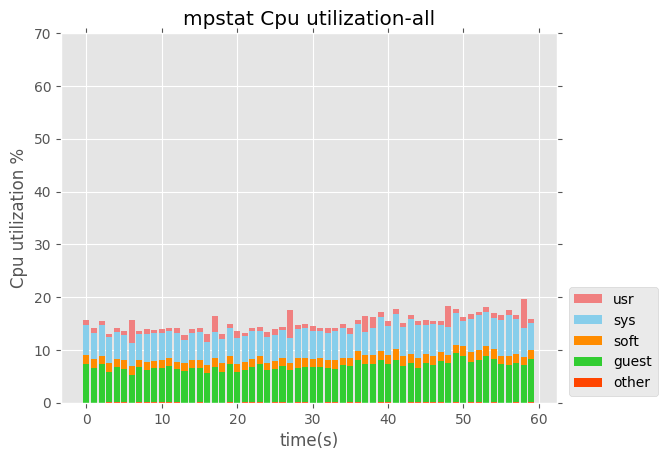 mpstat Cpu utilization-all
Cpu utilization %
70
60
50
40
30
20
10
0
0 10 20 30 40 50 60
time(s)
usr
sys
soft
guest
other